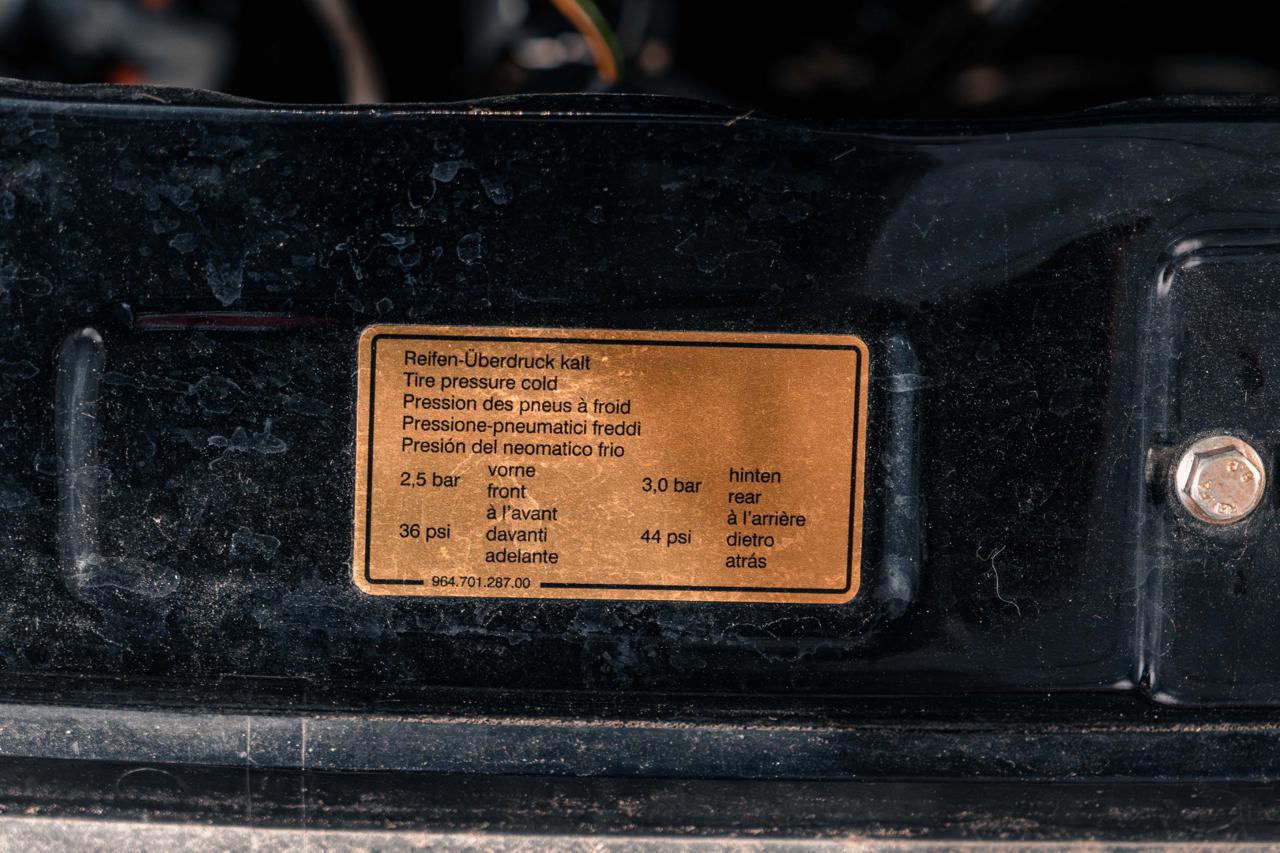 Reifen-Überdruck kalt
Tire pressure cold
Pression des pneus à froid
Pressione-pneumatici freddi
Presión del neomatico frio
2,5 bar
36 psi
vorne
front
à l'avant
davanti
adelante
3,0 bar
44 psi
hinten
rear
à l'arrière
dietro
atrás
964.701.287.00